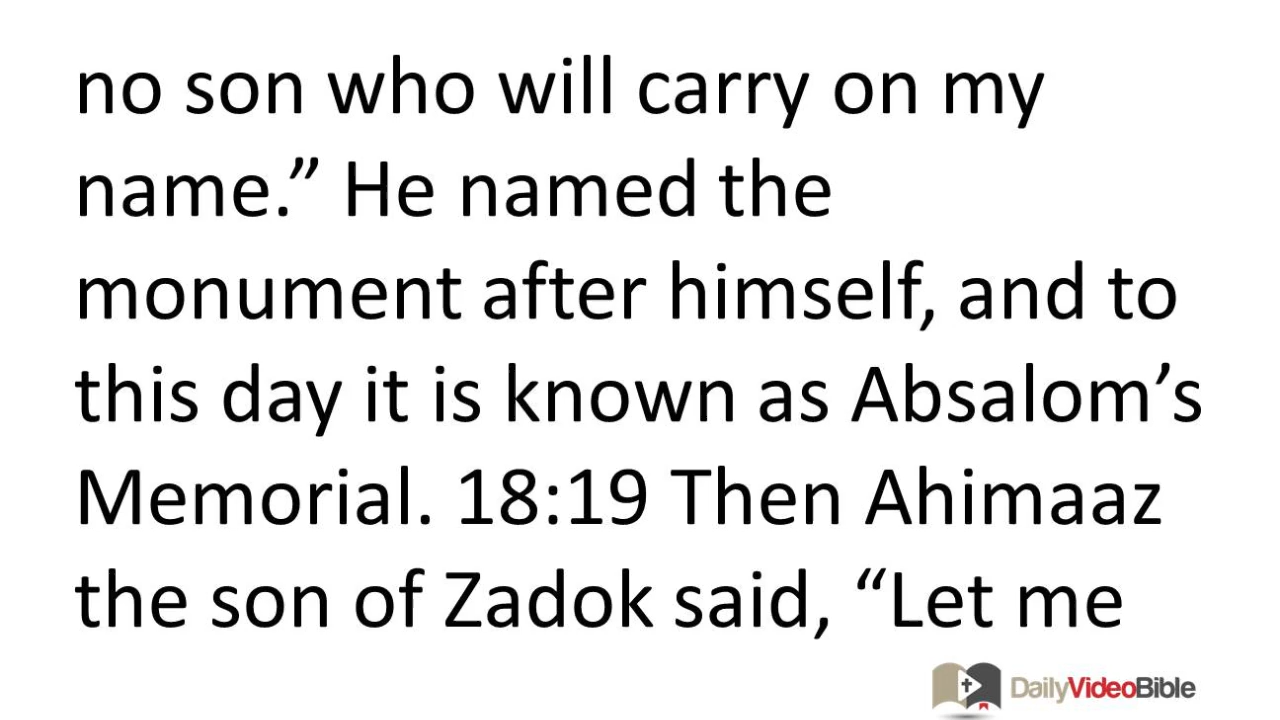 no son who will carry on my
name.” He named the
monument after himself, and to
this day it is known as Absalom’s
Memorial. 18:19 Then Ahimaaz
the son of Zadok said, “Let me
DailyVideoBible